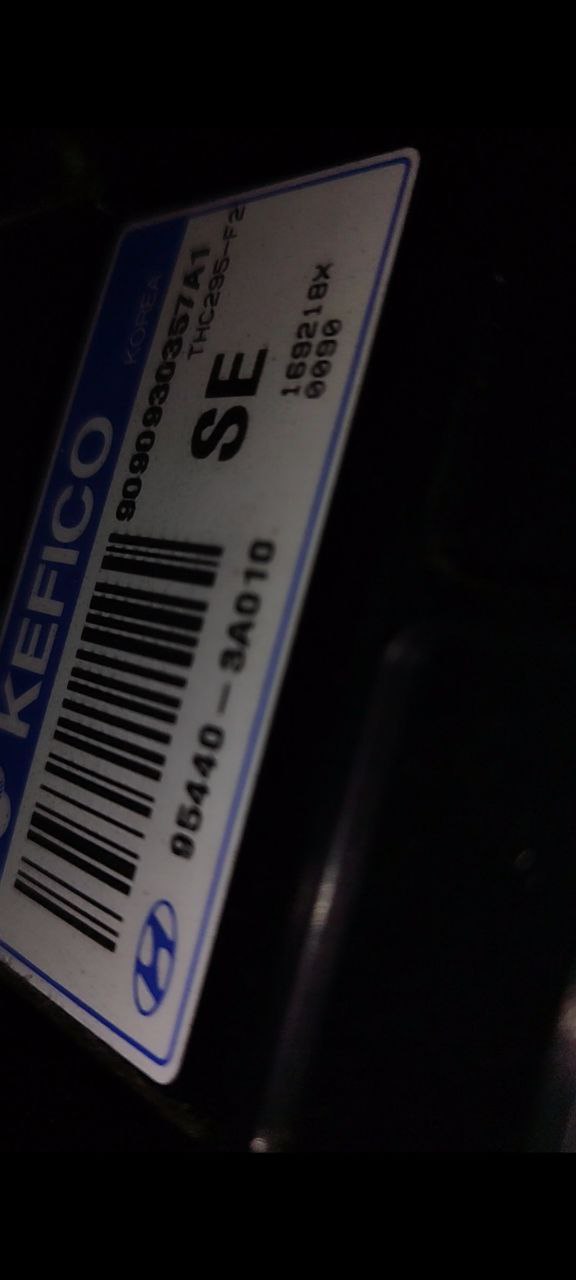 KEFICO KOREA
9090930357A1
THC295-F2
SE
95440-3A010
169218X
0090